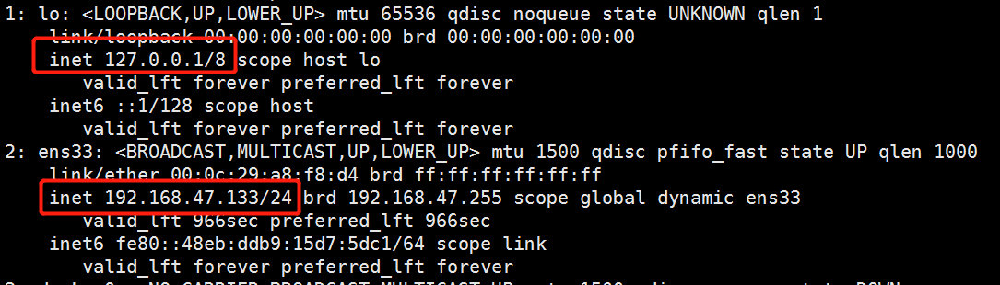 1: lo: <LOOPBACK,UP,LOWER_UP> mtu 65536 qdisc noqueue state UNKNOWN qlen 1
link/loopback 00:00:00:00:00:00 brd 00:00:00:00:00:00
inet 127.0.0.1/8 scope host lo
valid_lft forever preferred_lft forever
inet6 ::1/128 scope host
valid_lft forever preferred_lft forever
2: ens33: <BROADCAST,MULTICAST,UP,LOWER_UP> mtu 1500 qdisc pfifo_fast state UP qlen 1000
link/ether 00:0c:29:a8:f8:d4 brd ff:ff:ff:ff:ff:ff
inet 192.168.47.133/24 brd 192.168.47.255 scope global dynamic ens33
valid_lft 966sec preferred_lft 966sec
inet6 fe80::48eb:ddb9:15d7:5dc1/64 scope link
valid_lft forever preferred_lft forever